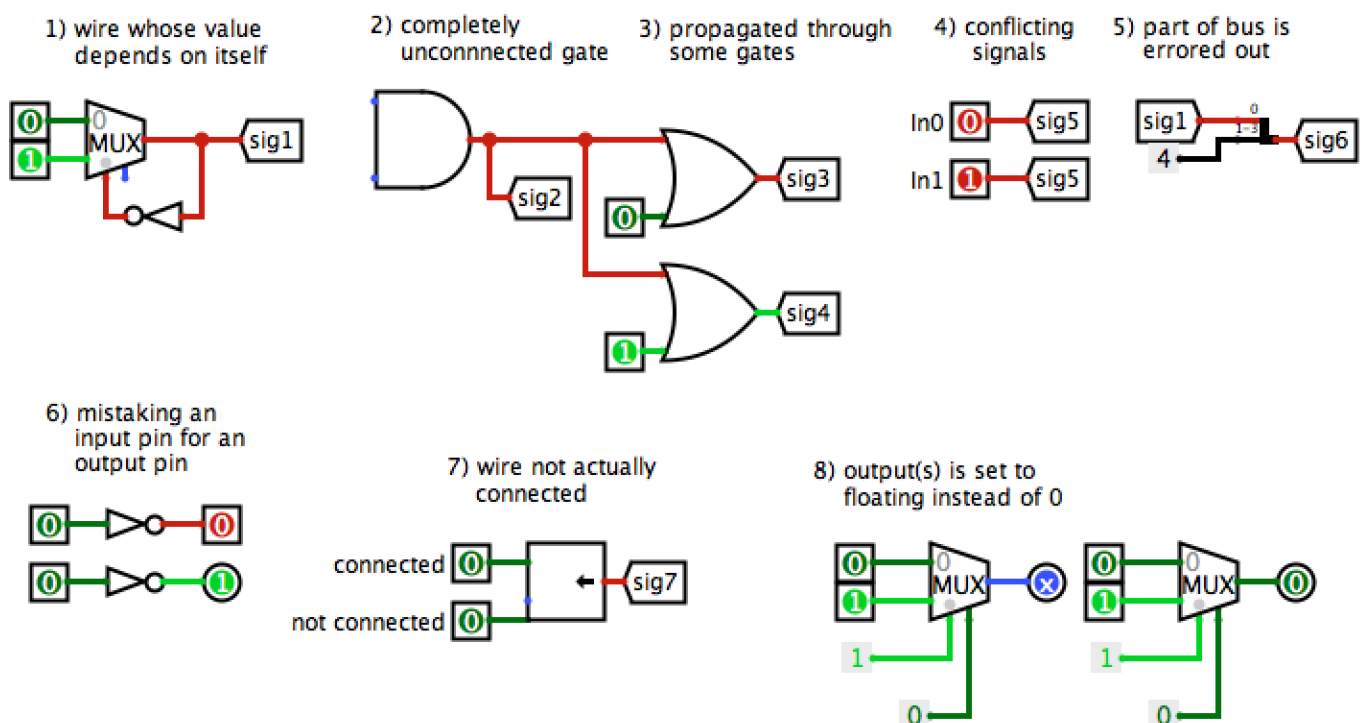 1) wire whose value
depends on itself
0
1
0
MUX
sig1
2) completely
unconnnected gate
sig2
3) propagated through
some gates
0
sig3
1
sig4
4) conflicting
signals
In0 0 sig5
In1 1 sig5
5) part of bus is
errored out
sig1
0
1-3
4
sig6
6) mistaking an
input pin for an
output pin
0 0
0 1
7) wire not actually
connected
connected 0
not connected 0
sig7
8) output(s) is set to
floating instead of 0
0
1
0
MUX
x
1
0
0
1
0
MUX
0
1
0